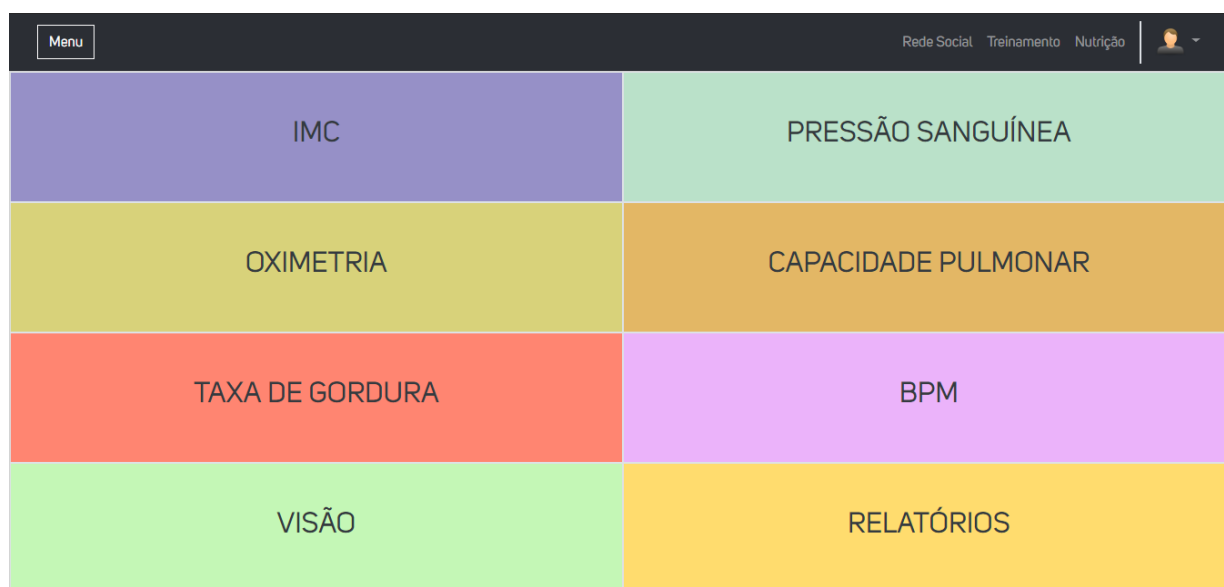 Menu
Rede Social Treinamento Nutrição
IMC
PRESSÃO SANGUÍNEA
OXIMETRIA
CAPACIDADE PULMONAR
TAXA DE GORDURA
BPM
VISÃO
RELATÓRIOS